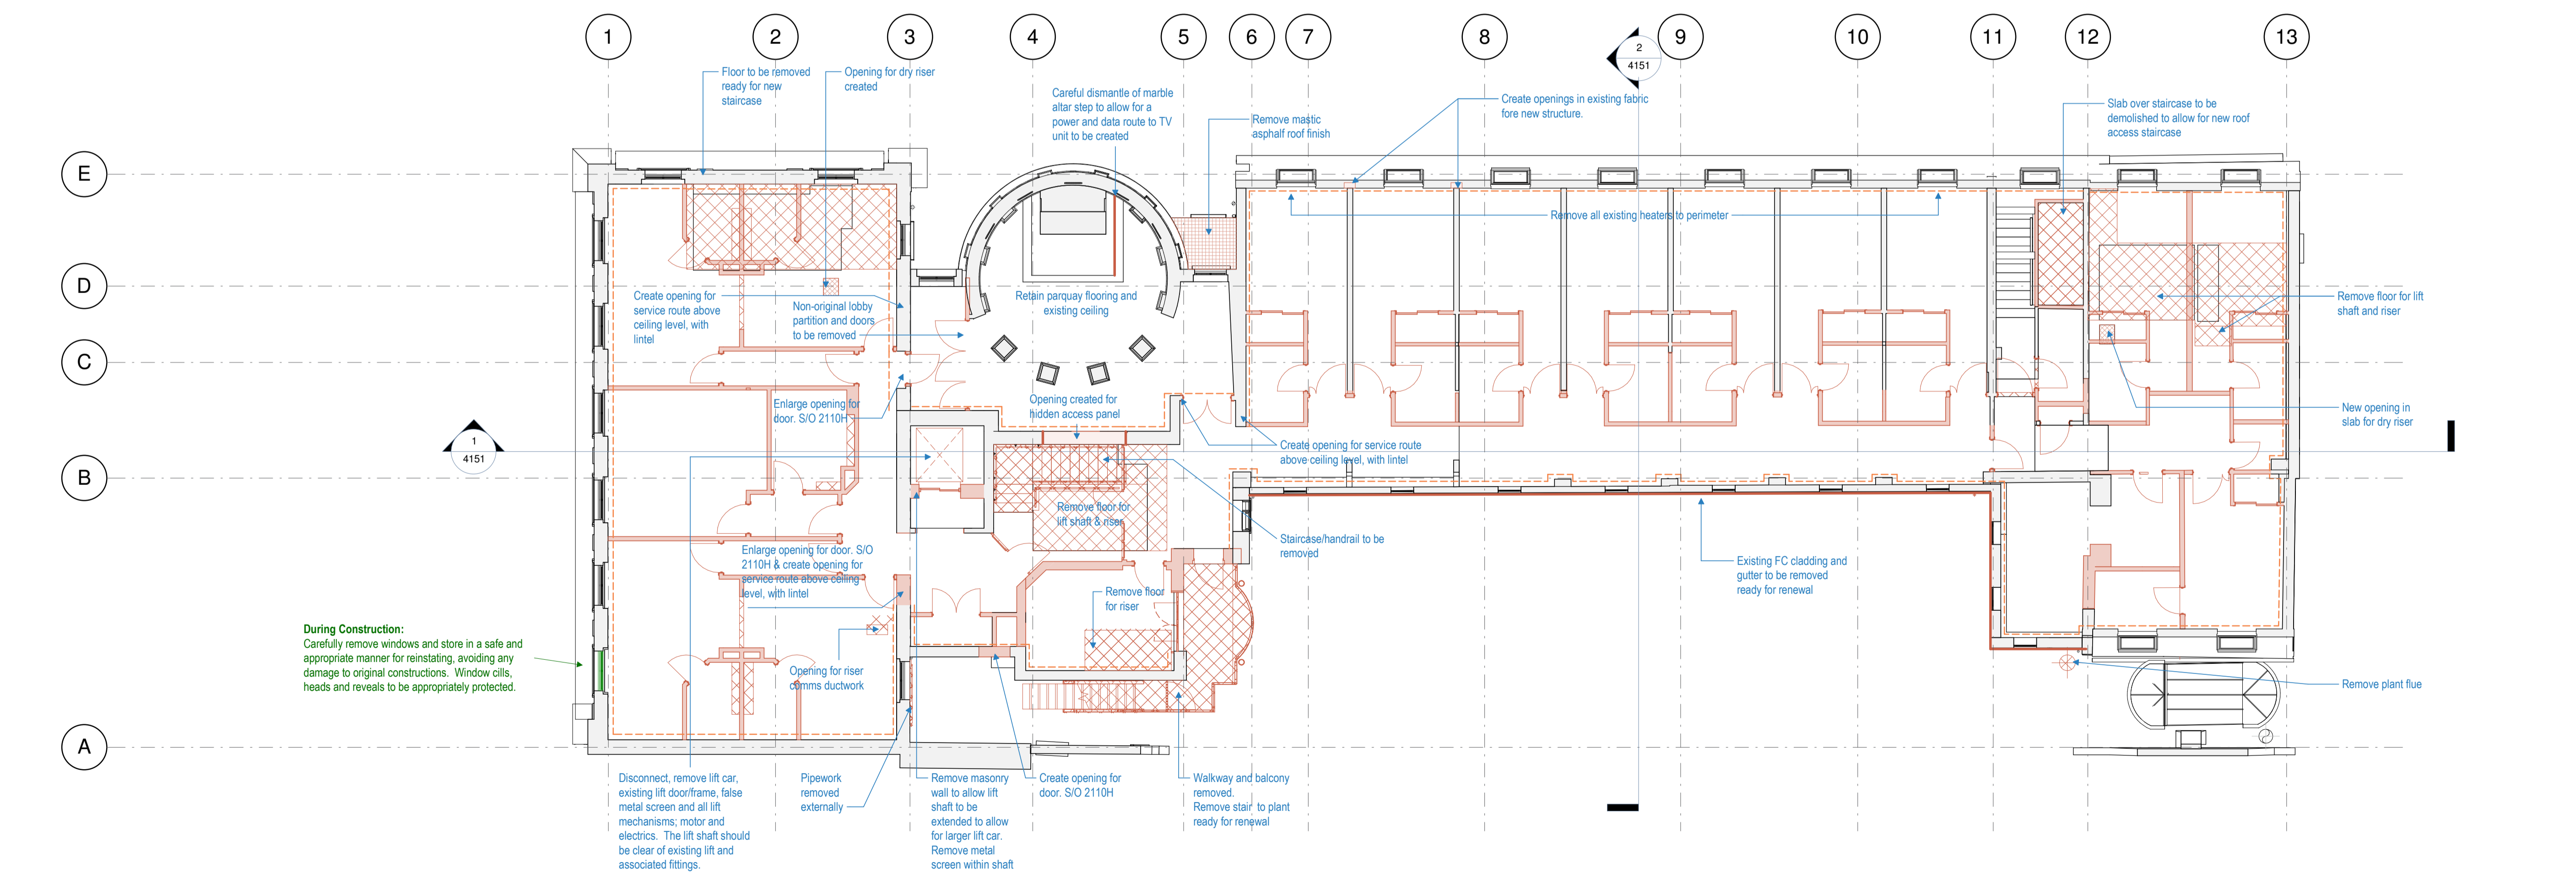 1 2 3 4 5 6 7 8 9 10 11 12 13
2
4151
Floor to be removed
ready for new
staircase
Opening for dry riser
created
Careful dismantle of marble
altar step to allow for a
power and data route to TV
unit to be created
Remove mastic
asphalf roof finish
Create openings in existing fabric
fore new structure.
Slab over staircase to be
demolished to allow for new roof
access staircase
E
D
C
B
A
Remove all existing heaters to perimeter
Create opening for
service route above
ceiling level, with
lintel
Non-original lobby
partition and doors
to be removed
Retain parquay flooring and
existing ceiling
Remove floor for lift
shaft and riser
Enlarge opening for
door. S/O 2110H
Opening created for
hidden access panel
New opening in
slab for dry riser
1
4151
Create opening for service route
above ceiling level, with lintel
Remove floor for
lift shaft & riser
Staircase/handrail to be
removed
Enlarge opening for door. S/O
2110H & create opening for
service route above ceiling
level, with lintel
Existing FC cladding and
gutter to be removed
ready for renewal
Remove floor
for riser
During Construction:
Carefully remove windows and store in a safe and
appropriate manner for reinstating, avoiding any
damage to original constructions. Window cills,
heads and reveals to be appropriately protected.
Opening for riser
comms ductwork
Remove plant flue
Disconnect, remove lift car,
existing lift door/frame, false
metal screen and all lift
mechanisms; motor and
electrics. The lift shaft should
be clear of existing lift and
associated fittings.
Pipework
removed
externally
Remove masonry
wall to allow lift
shaft to be
extended to allow
for larger lift car.
Remove metal
screen within shaft
Create opening for
door. S/O 2110H
Walkway and balcony
removed.
Remove stair to plant
ready for renewal